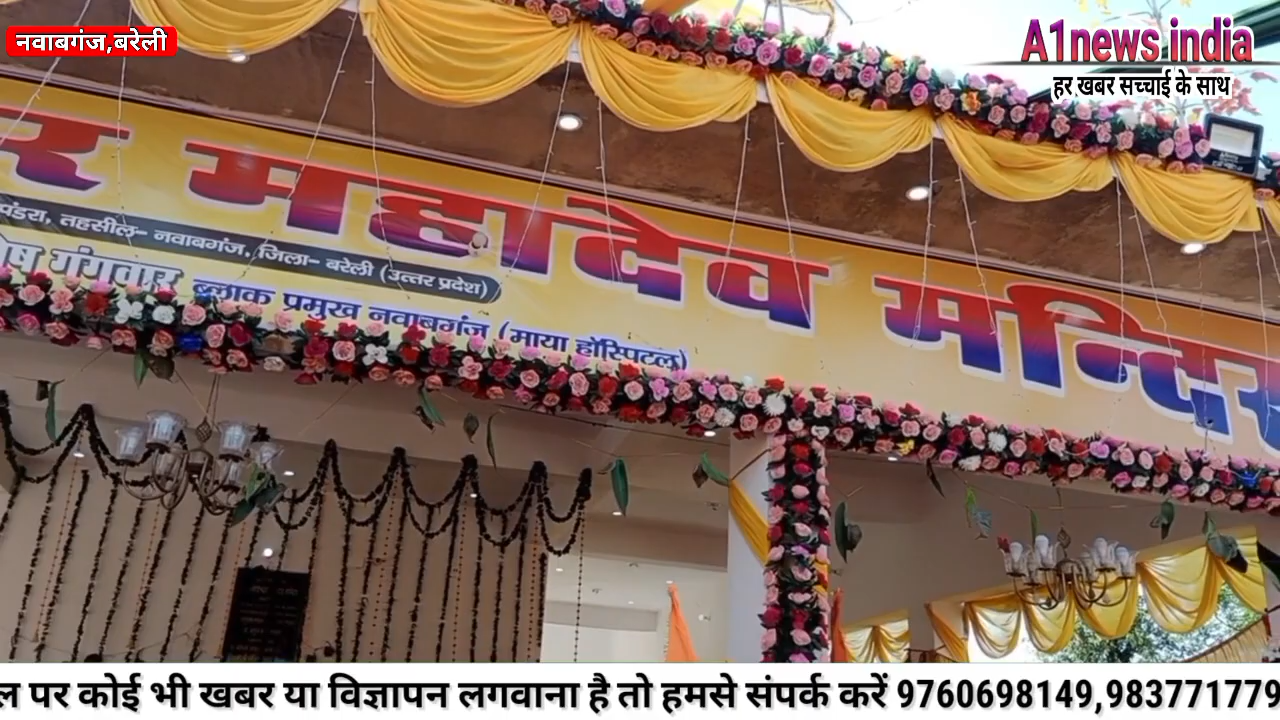 नवाबगंज,बरेली
A1news india
हर खबर सच्चाई के साथ
र महादेव मन्दिर
पंडरा, तहसील- नवाबगंज, जिला- बरेली (उत्तर प्रदेश)
गंगवार ब्लाक प्रमुख नवाबगंज (माया हॉस्पिटल)
ल पर कोई भी खबर या विज्ञापन लगवाना है तो हमसे संपर्क करें 9760698149,983771779